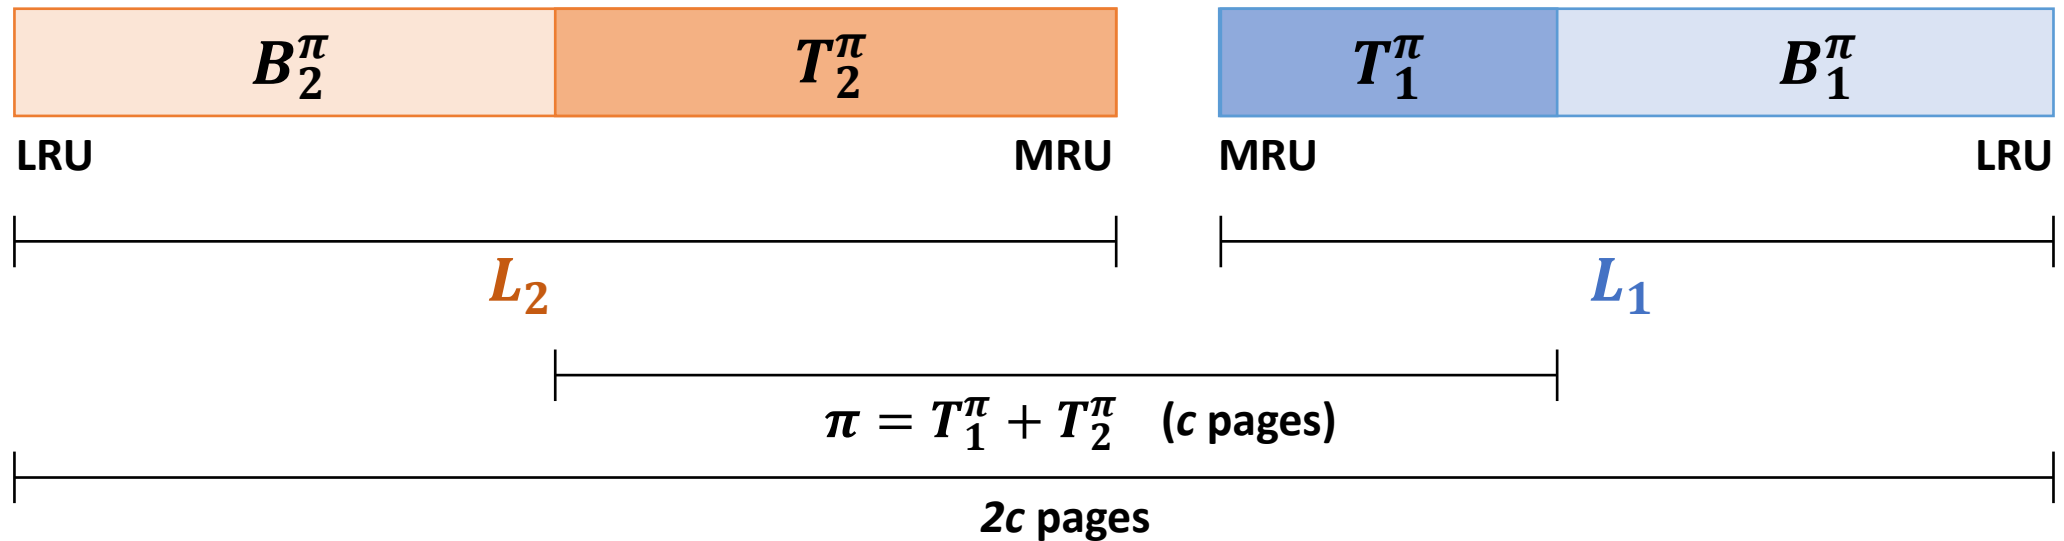 B₂^π T₂^π T₁^π B₁^π
LRU MRU MRU LRU
L₂ L₁
π = T₁^π + T₂^π (c pages)
2c pages